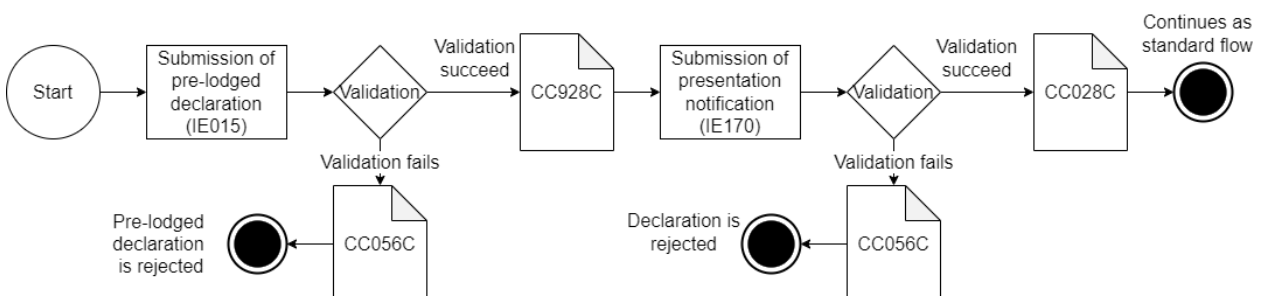 Start
Submission of
pre-lodged
declaration
(IE015)
Validation
Validation
succeed
CC928C
Submission of
presentation
notification
(IE170)
Validation
Validation
succeed
CC028C
Continues as
standard flow
Validation fails
CC056C
Pre-lodged
declaration
is rejected
Validation fails
CC056C
Declaration is
rejected